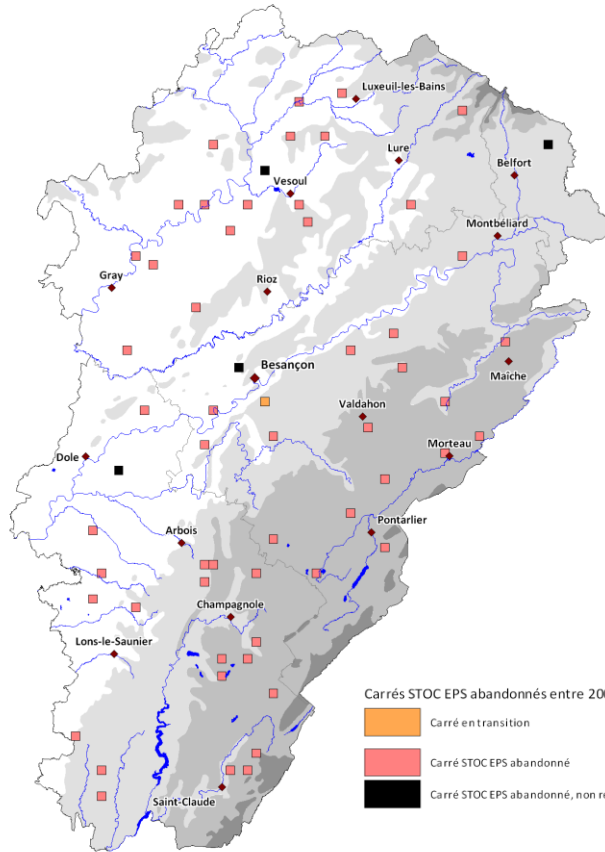 Luxeuil-les-Bains
Lure
Belfort
Vesoul
Montbéliard
Gray
Rioz
Besançon
Maîche
Valdahon
Dole
Morteau
Arbois
Pontarlier
Champagnole
Lons-le-Saunier
Carrés STOC EPS abandonnés entre 200
Carré en transition
Carré STOC EPS abandonné
Carré STOC EPS abandonné, non re
Saint-Claude